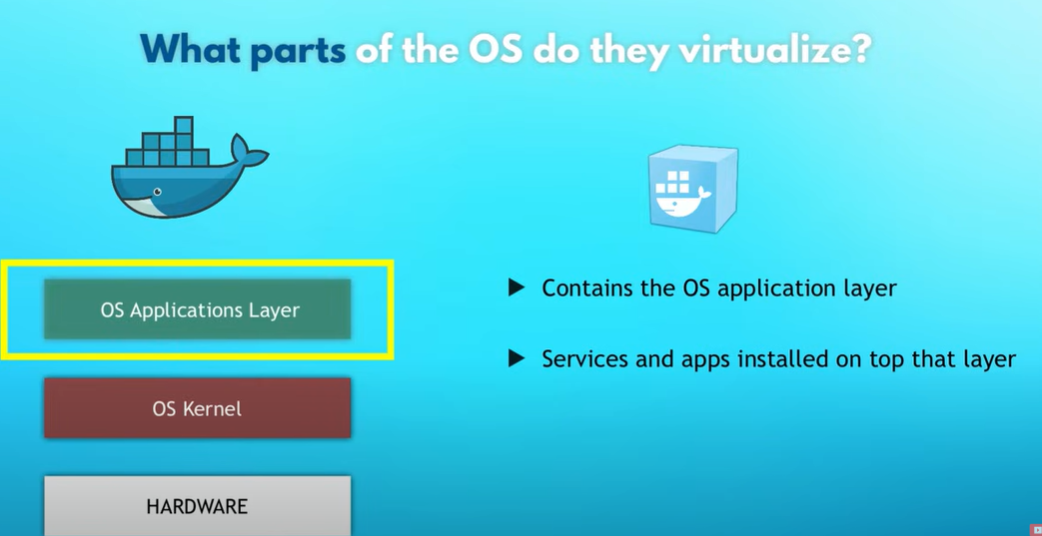 What parts of the OS do they virtualize?
OS Applications Layer
OS Kernel
HARDWARE
Contains the OS application layer
Services and apps installed on top that layer